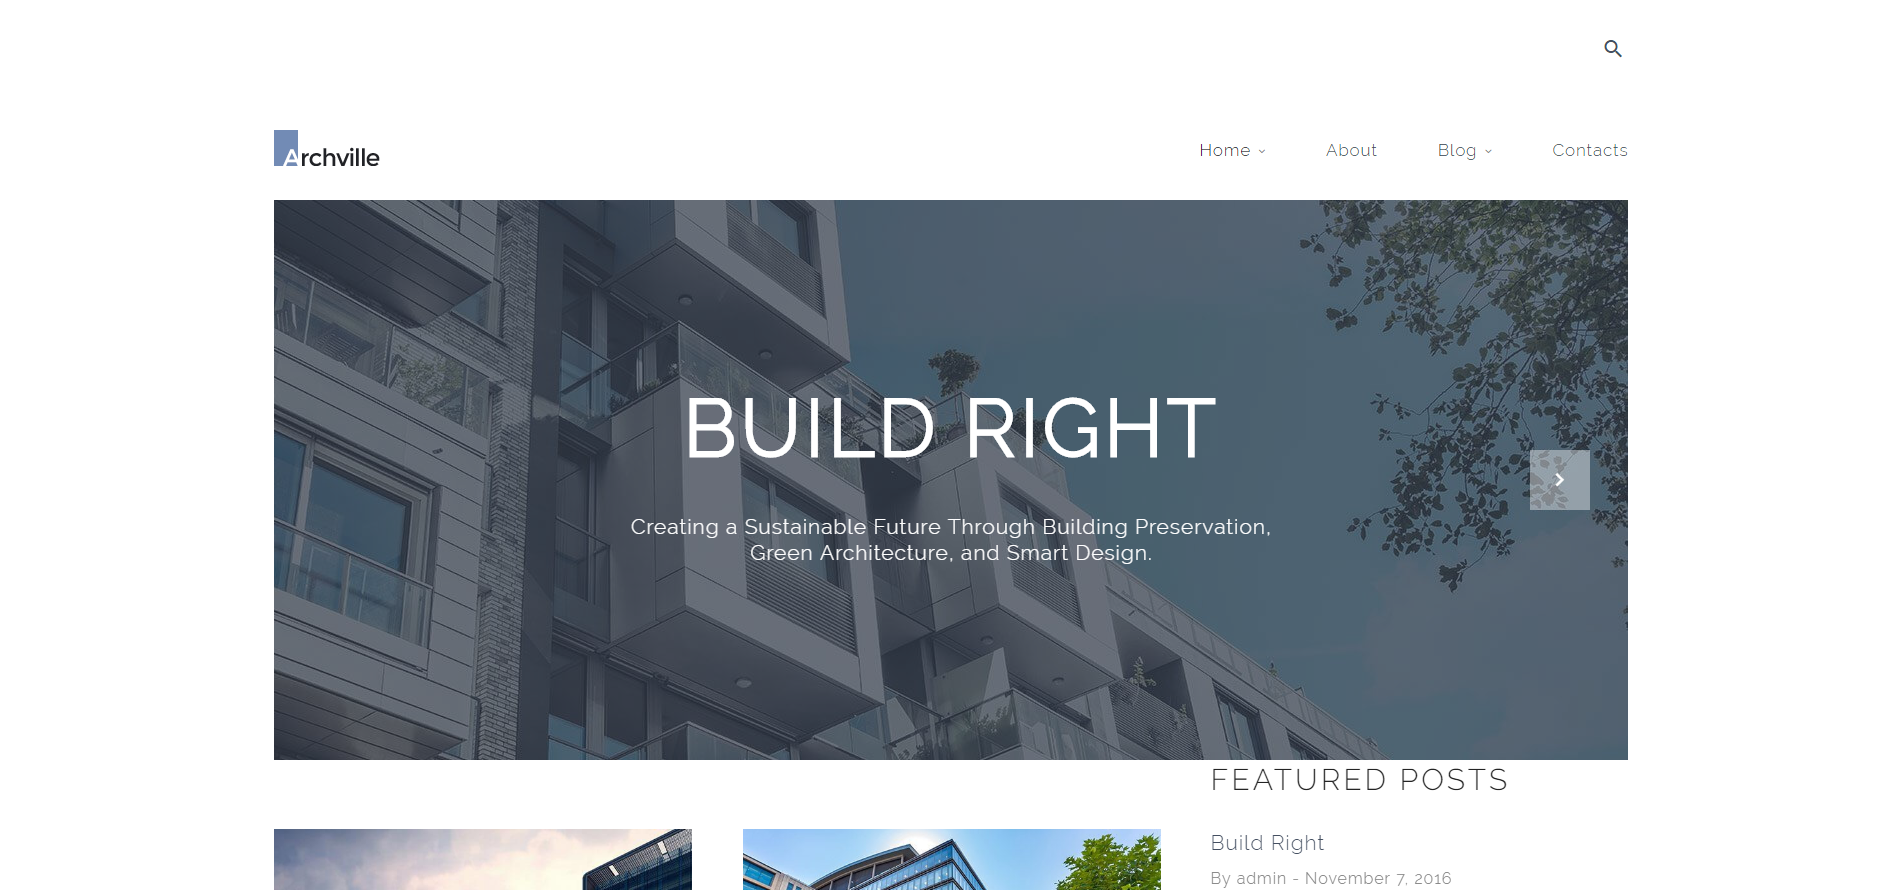 Archville
Home About Blog Contacts
BUILD RIGHT
Creating a Sustainable Future Through Building Preservation,
Green Architecture, and Smart Design.
FEATURED POSTS
Build Right
By admin - November 7, 2016